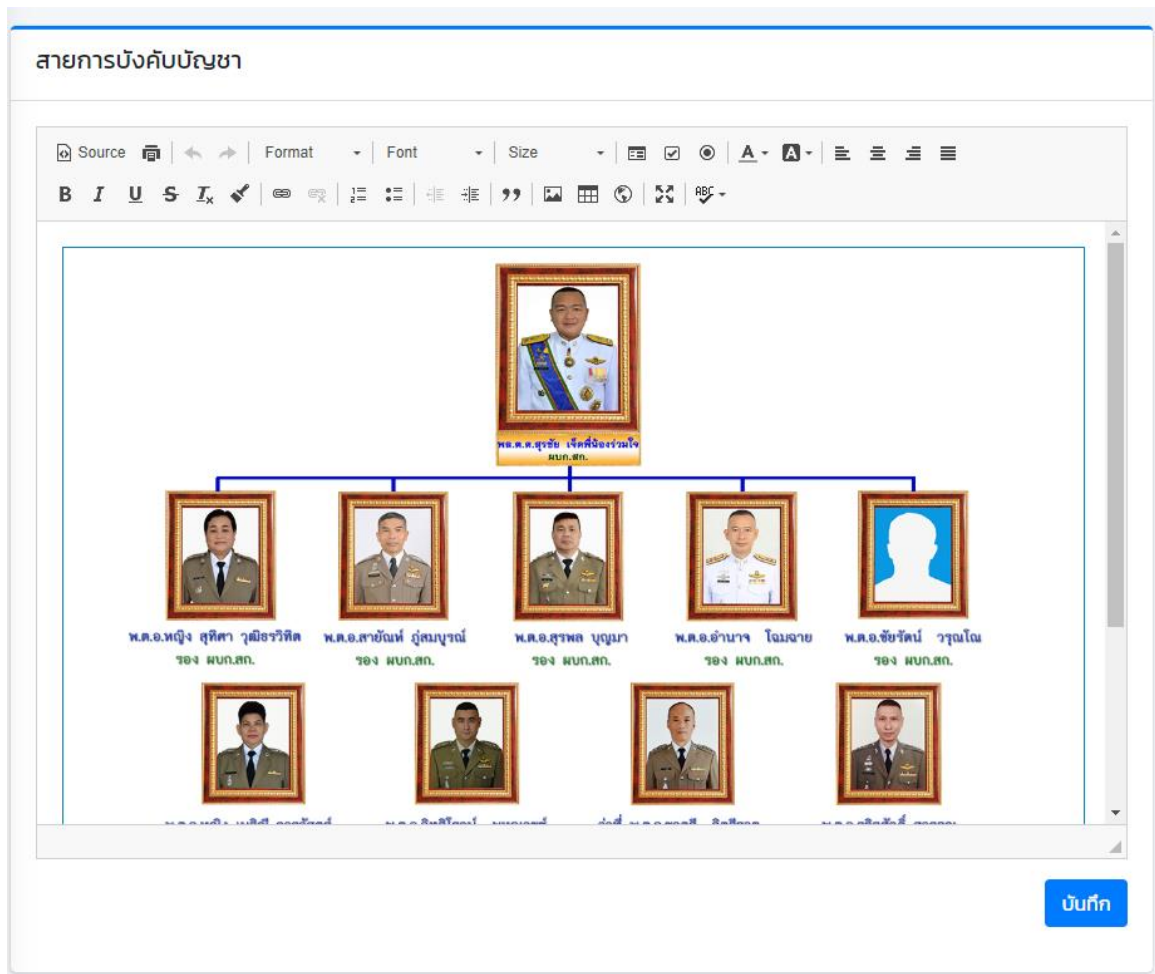 สายการบังคับบัญชา
Source Format Font Size A A
B I U S Ix ABC
พล.ต.ต.สุรชัย เจ็ดพี่น้องร่วมใจ
ผบก.สก.
พ.ต.อ.หญิง สุทิศา วุฒิธรวิทิต พ.ต.อ.สายัณห์ ภู่สมบูรณ์ พ.ต.อ.สุรพล บุญมา พ.ต.อ.อำนาจ โฉมฉาย พ.ต.อ.ชัยรัตน์ วรุณโณ
รอง ผบก.สก. รอง ผบก.สก. รอง ผบก.สก. รอง ผบก.สก. รอง ผบก.สก.
บันทึก